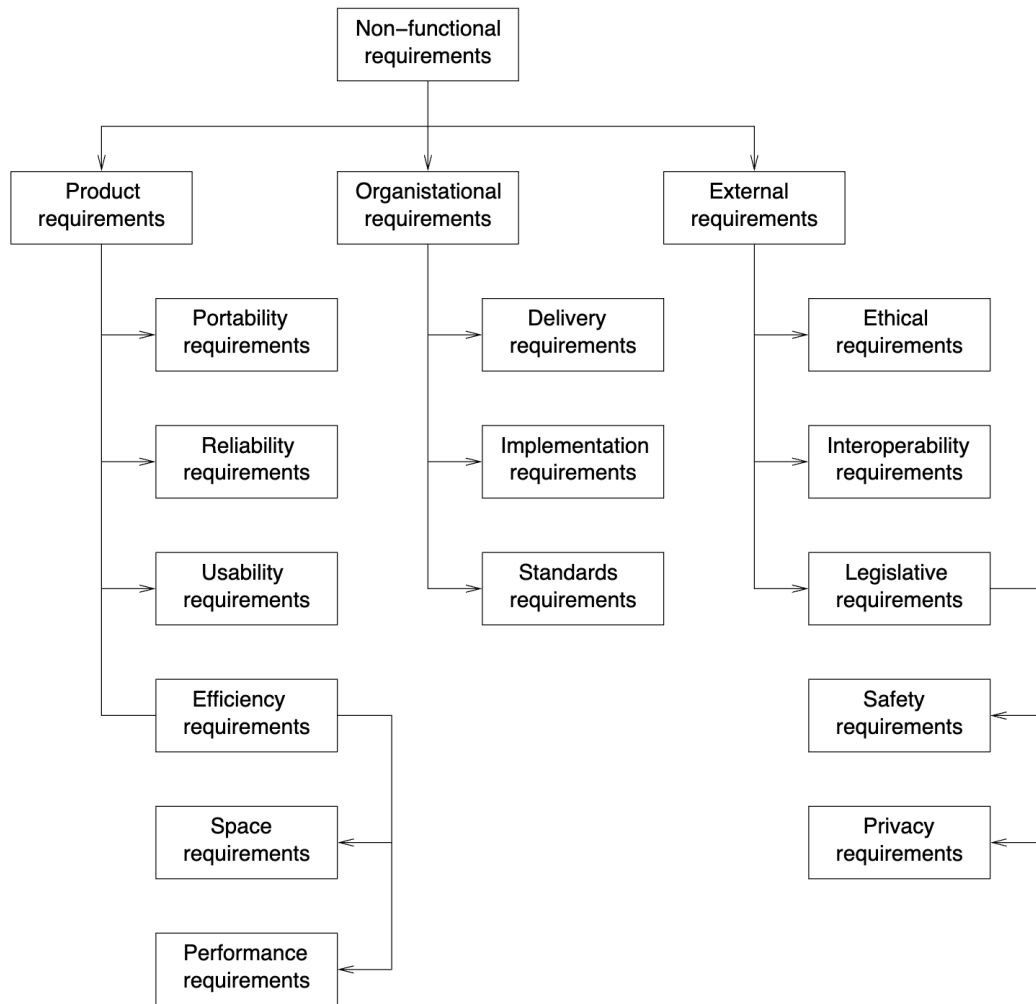 Non−functional
requirements
Product
requirements
Organistational
requirements
External
requirements
Portability
requirements
Delivery
requirements
Ethical
requirements
Reliability
requirements
Implementation
requirements
Interoperability
requirements
Usability
requirements
Standards
requirements
Legislative
requirements
Efficiency
requirements
Safety
requirements
Space
requirements
Privacy
requirements
Performance
requirements